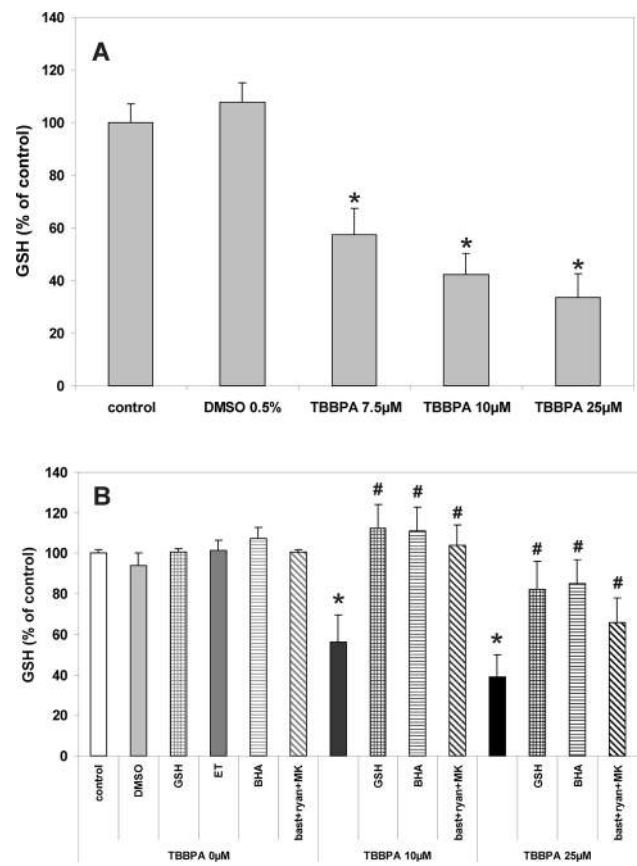 A
GSH (% of control)
140
120
100
80
60
40
20
0
*
*
*
control DMSO 0.5% TBBPA 7.5µM TBBPA 10µM TBBPA 25µM
B
GSH (% of control)
140
120
100
80
60
40
20
0
*
#
#
#
*
#
#
#
control
DMSO
GSH
ET
BHA
bast+ryan+MK
GSH
BHA
bast+ryan+MK
GSH
BHA
bast+ryan+MK
TBBPA 0µM TBBPA 10µM TBBPA 25µM